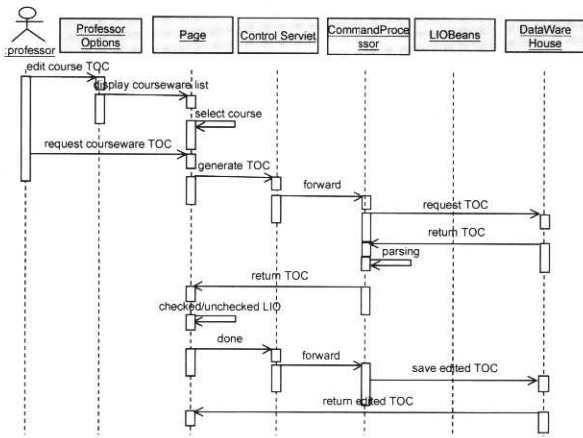 :professor
Professor
Options
Page
Control Servlet
CommandProce
ssor
LIOBeans
DataWare
House
edit course TOC
display courseware list
select course
request courseware TOC
generate TOC
forward
request TOC
return TOC
parsing
return TOC
checked/unchecked LIO
done
forward
save edited TOC
return edited TOC